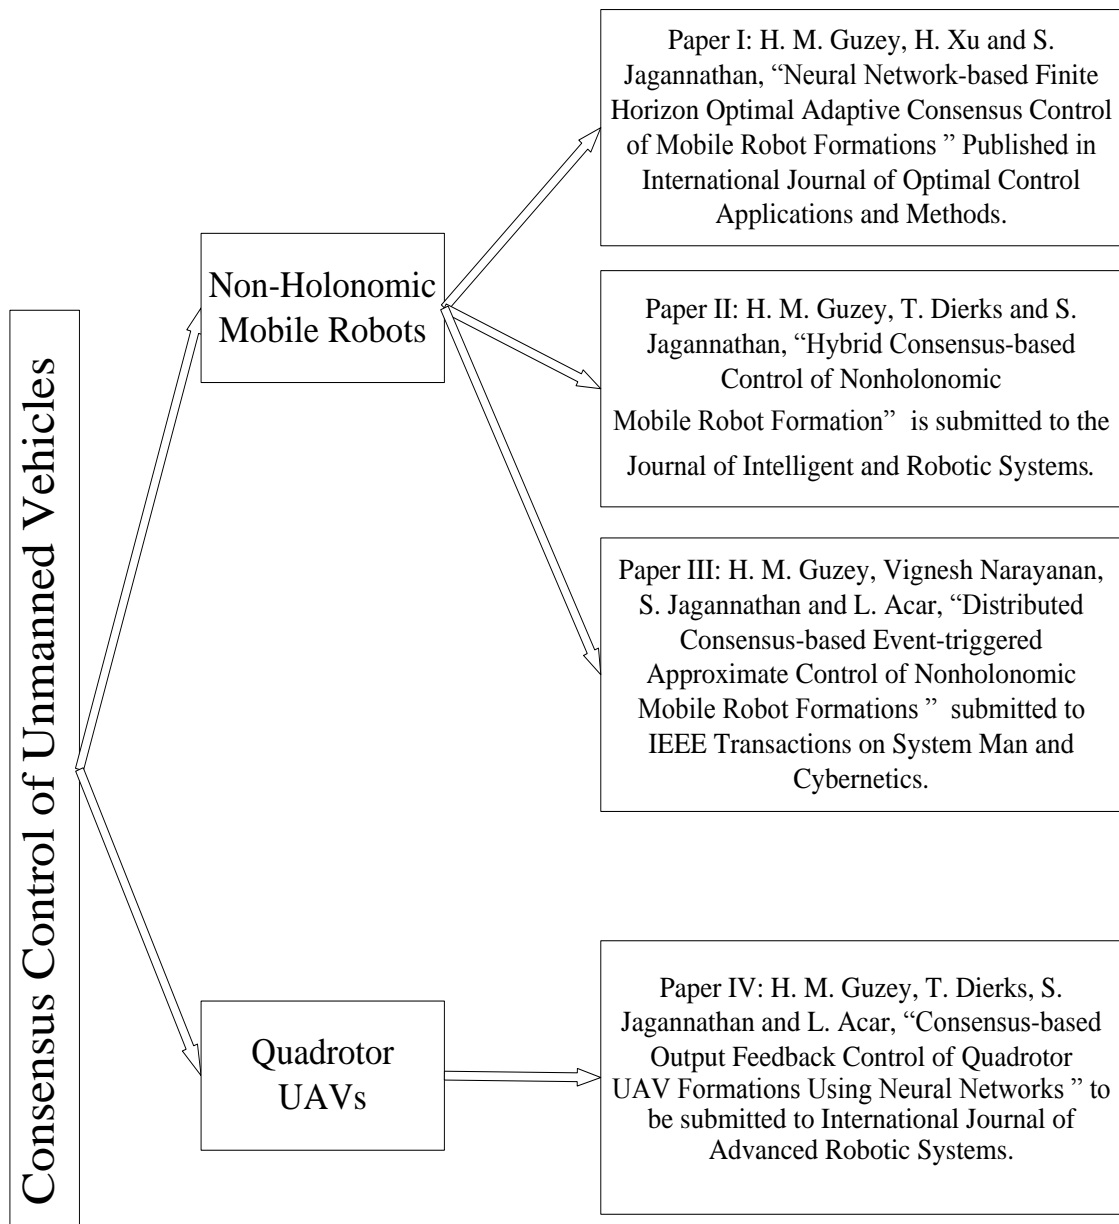 Consensus Control of Unmanned Vehicles
Non-Holonomic
Mobile Robots
Paper I: H. M. Guzey, H. Xu and S.
Jagannathan, “Neural Network-based Finite
Horizon Optimal Adaptive Consensus Control
of Mobile Robot Formations ” Published in
International Journal of Optimal Control
Applications and Methods.
Paper II: H. M. Guzey, T. Dierks and S.
Jagannathan, “Hybrid Consensus-based
Control of Nonholonomic
Mobile Robot Formation” is submitted to the
Journal of Intelligent and Robotic Systems.
Paper III: H. M. Guzey, Vignesh Narayanan,
S. Jagannathan and L. Acar, “Distributed
Consensus-based Event-triggered
Approximate Control of Nonholonomic
Mobile Robot Formations ” submitted to
IEEE Transactions on System Man and
Cybernetics.
Quadrotor
UAVs
Paper IV: H. M. Guzey, T. Dierks, S.
Jagannathan and L. Acar, “Consensus-based
Output Feedback Control of Quadrotor
UAV Formations Using Neural Networks ” to
be submitted to International Journal of
Advanced Robotic Systems.